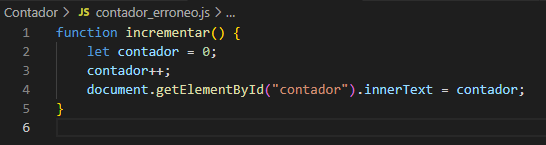 Contador > JS contador_erroneo.js > ...
1 function incrementar() {
2 let contador = 0;
3 contador++;
4 document.getElementById("contador").innerText = contador;
5 }
6